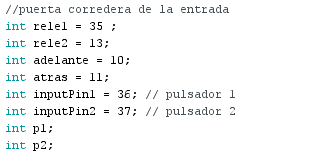 //puerta corredera de la entrada
int rele1 = 35 ;
int rele2 = 13;
int adelante = 10;
int atras = 11;
int inputPin1 = 36; // pulsador 1
int inputPin2 = 37; // pulsador 2
int p1;
int p2;